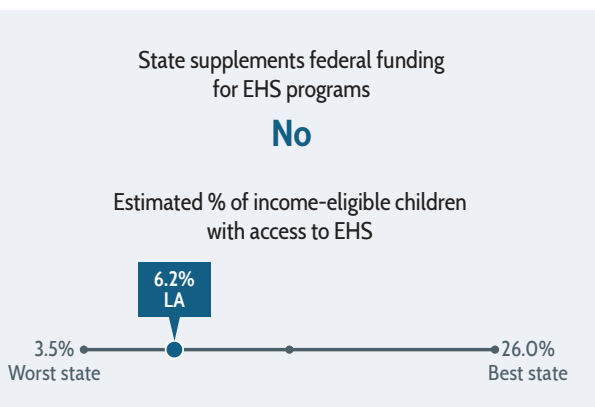 State supplements federal funding
for EHS programs
No
Estimated % of income-eligible children
with access to EHS
6.2%
LA
3.5%
Worst state
26.0%
Best state